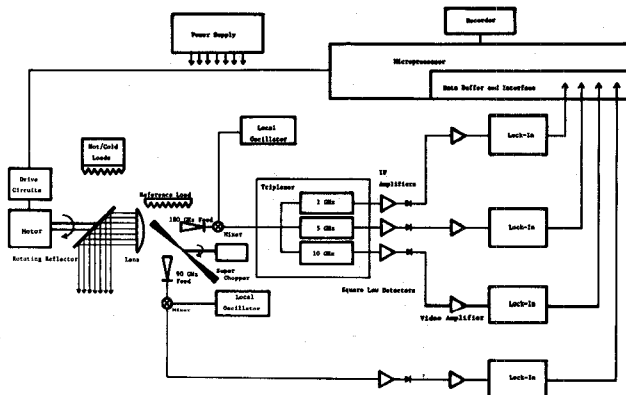 Recorder
Power Supply
Microprocessor
Data Buffer and Interface
Hot/Cold
Loads
Local
Oscillator
Lock-In
Drive
Circuits
Reference Load
Triplexer
IF
Amplifiers
2 GHz
180 GHz Feed
Mixer
Motor
5 GHz
Lock-In
Rotating Reflector
Lens
10 GHz
Super
Chopper
90 GHz
Feed
Square Law Detectors
Local
Oscillator
Mixer
Video Amplifier
Lock-In
Lock-In